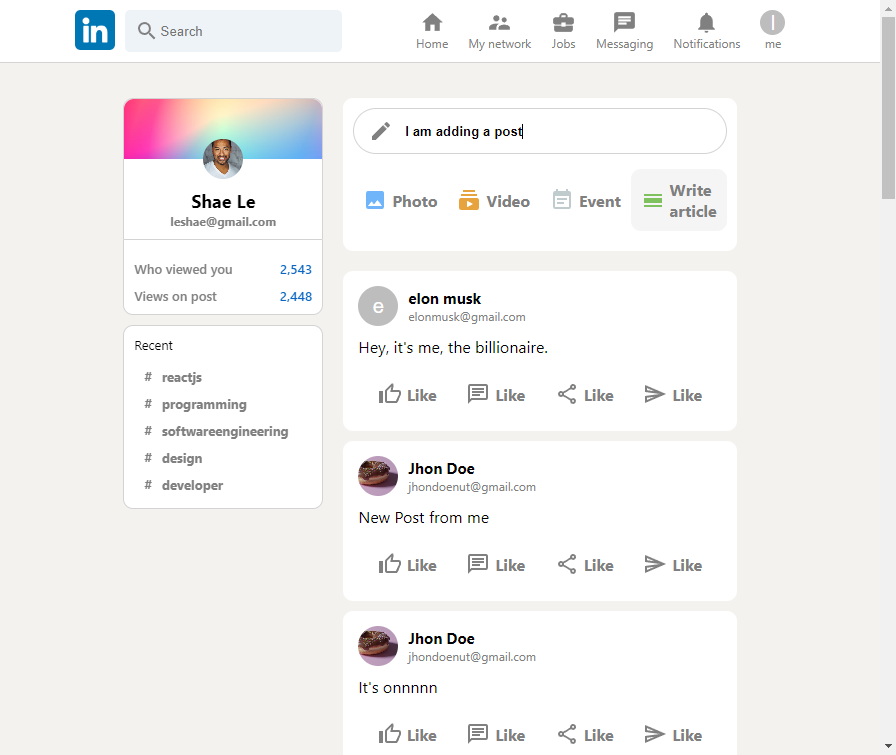 in
Search
Home
My network
Jobs
Messaging
Notifications
l
me
Shae Le
leshae@gmail.com
Who viewed you 2,543
Views on post 2,448
Recent
# reactjs
# programming
# softwareengineering
# design
# developer
I am adding a post
Photo
Video
Event
Write
article
e
elon musk
elonmusk@gmail.com
Hey, it's me, the billionaire.
Like Like Like Like
Jhon Doe
jhondoenut@gmail.com
New Post from me
Like Like Like Like
Jhon Doe
jhondoenut@gmail.com
It's onnnnn
Like Like Like Like